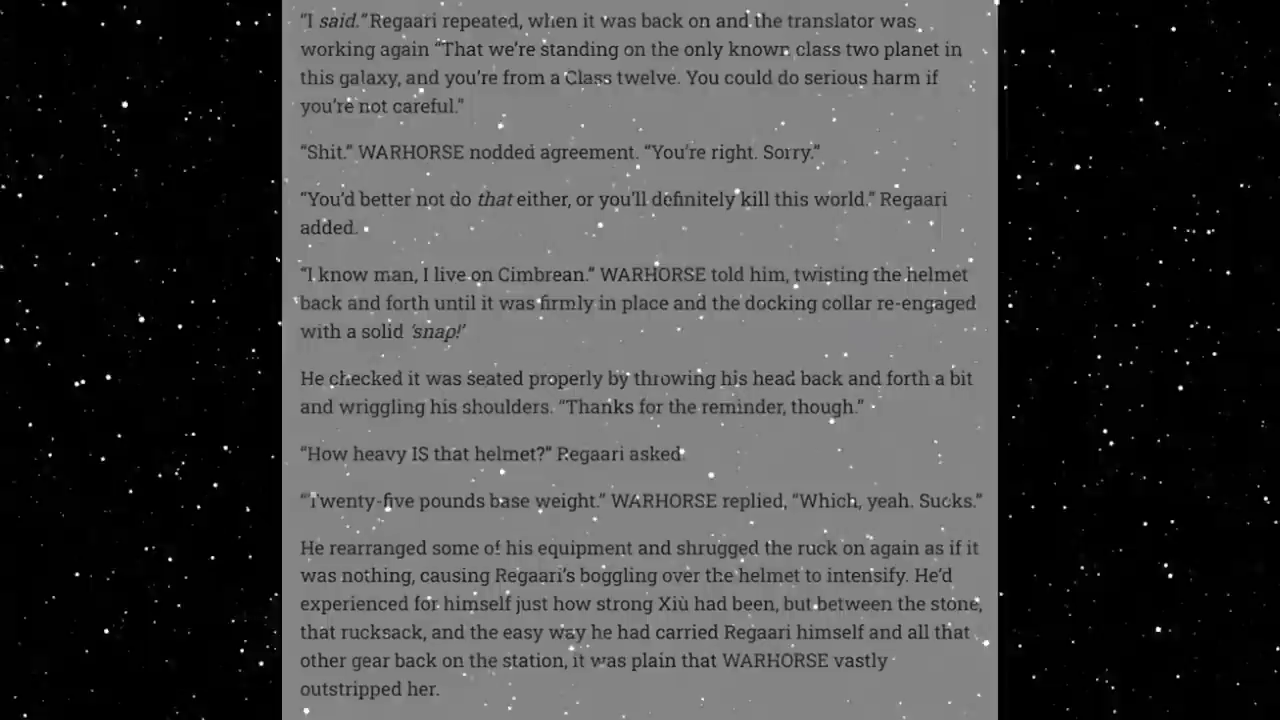 “I said.” Regaari repeated, when it was back on and the translator was
working again “That we’re standing on the only known class two planet in
this galaxy, and you’re from a Class twelve. You could do serious harm if
you’re not careful.”
“Shit.” WARHORSE nodded agreement. “You’re right. Sorry.”
“You’d better not do that either, or you’ll definitely kill this world.” Regaari
added.
“I know man, I live on Cimbrean.” WARHORSE told him, twisting the helmet
back and forth until it was firmly in place and the docking collar re-engaged
with a solid ‘snap!’
He checked it was seated properly by throwing his head back and forth a bit
and wriggling his shoulders. “Thanks for the reminder, though.”
“How heavy IS that helmet?” Regaari asked.
“Twenty-five pounds base weight.” WARHORSE replied, “Which, yeah. Sucks.”
He rearranged some of his equipment and shrugged the ruck on again as if it
was nothing, causing Regaari’s boggling over the helmet to intensify. He’d
experienced for himself just how strong Xiù had been, but between the stone,
that rucksack, and the easy way he had carried Regaari himself and all that
other gear back on the station, it was plain that WARHORSE vastly
outstripped her.